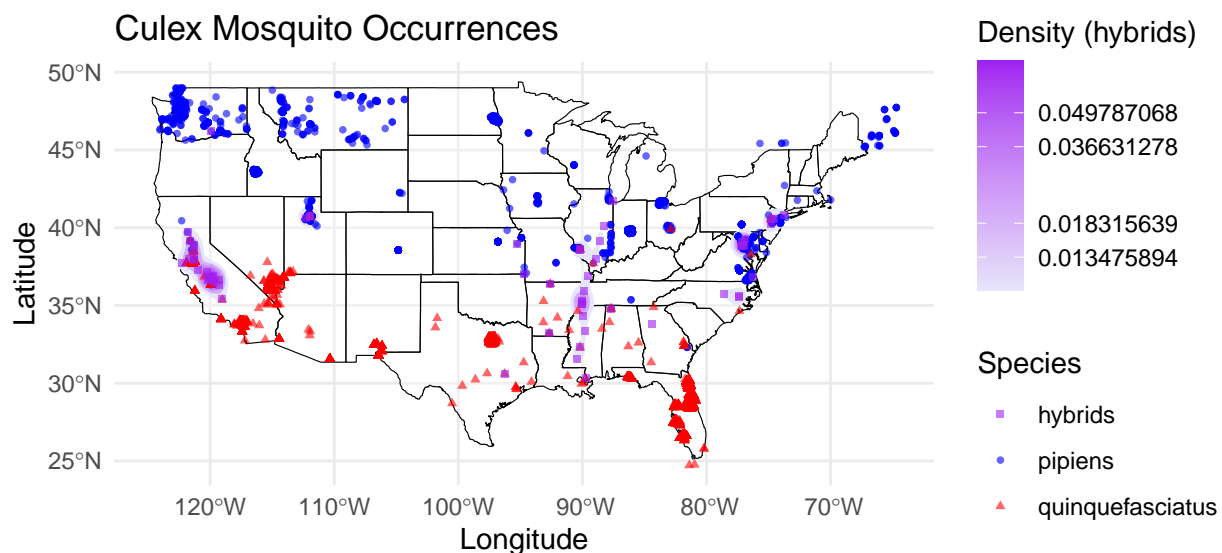 Culex Mosquito Occurrences
50°N
45°N
40°N
35°N
30°N
25°N
Latitude
120°W
110°W
100°W
90°W
80°W
70°W
Longitude
Density (hybrids)
0.049787068
0.036631278
0.018315639
0.013475894
Species
hybrids
pipiens
quinquefasciatus